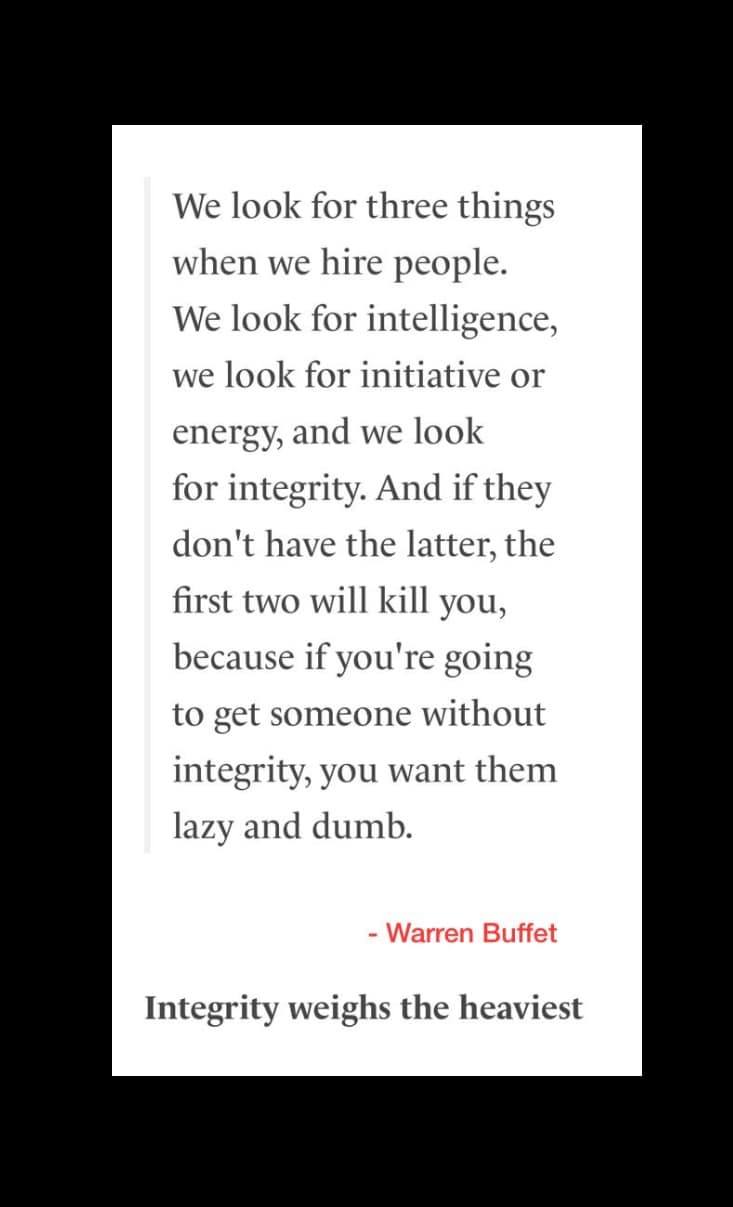 We look for three things
when we hire people.
We look for intelligence,
we look for initiative or
energy, and we look
for integrity. And if they
don't have the latter, the
first two will kill you,
because if you're going
to get someone without
integrity, you want them
lazy and dumb.
- Warren Buffet
Integrity weighs the heaviest